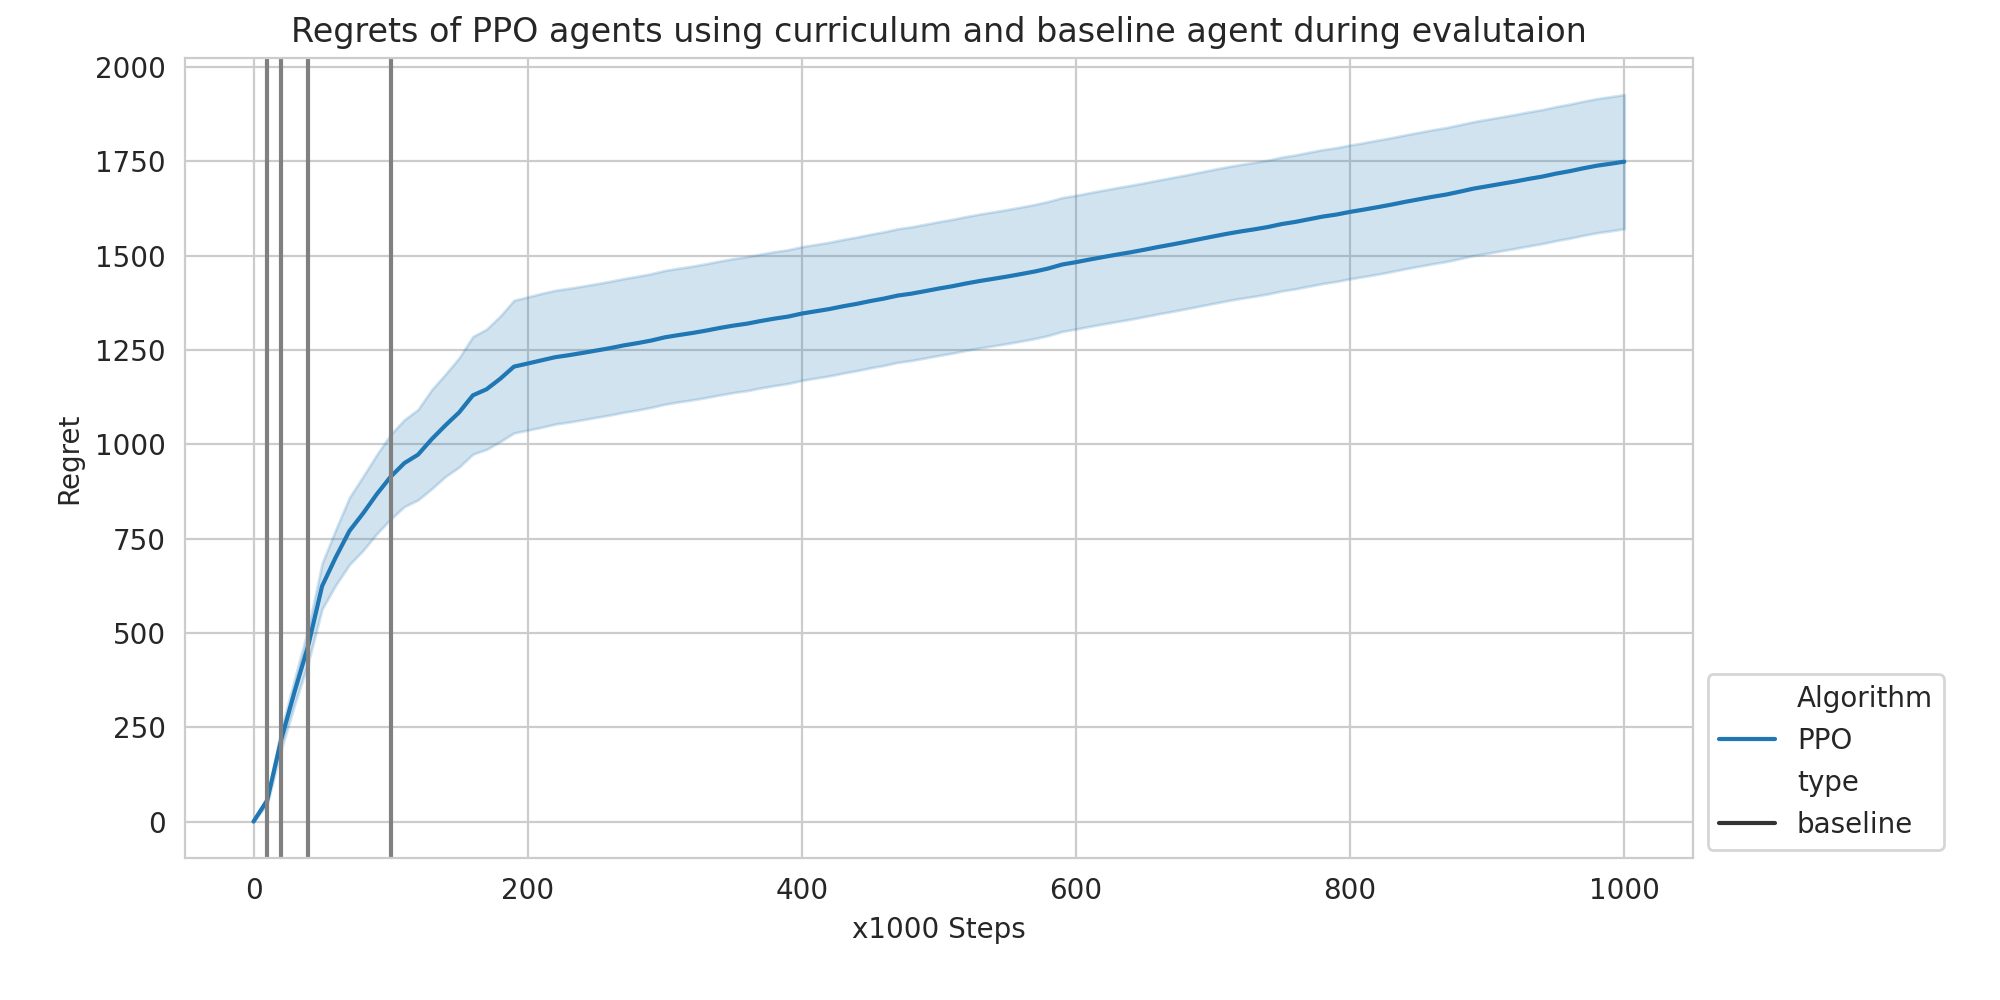 Regrets of PPO agents using curriculum and baseline agent during evalutaion
2000
1750
1500
1250
1000
750
500
250
0
Regret
0 200 400 600 800 1000
x1000 Steps
Algorithm
PPO
type
baseline